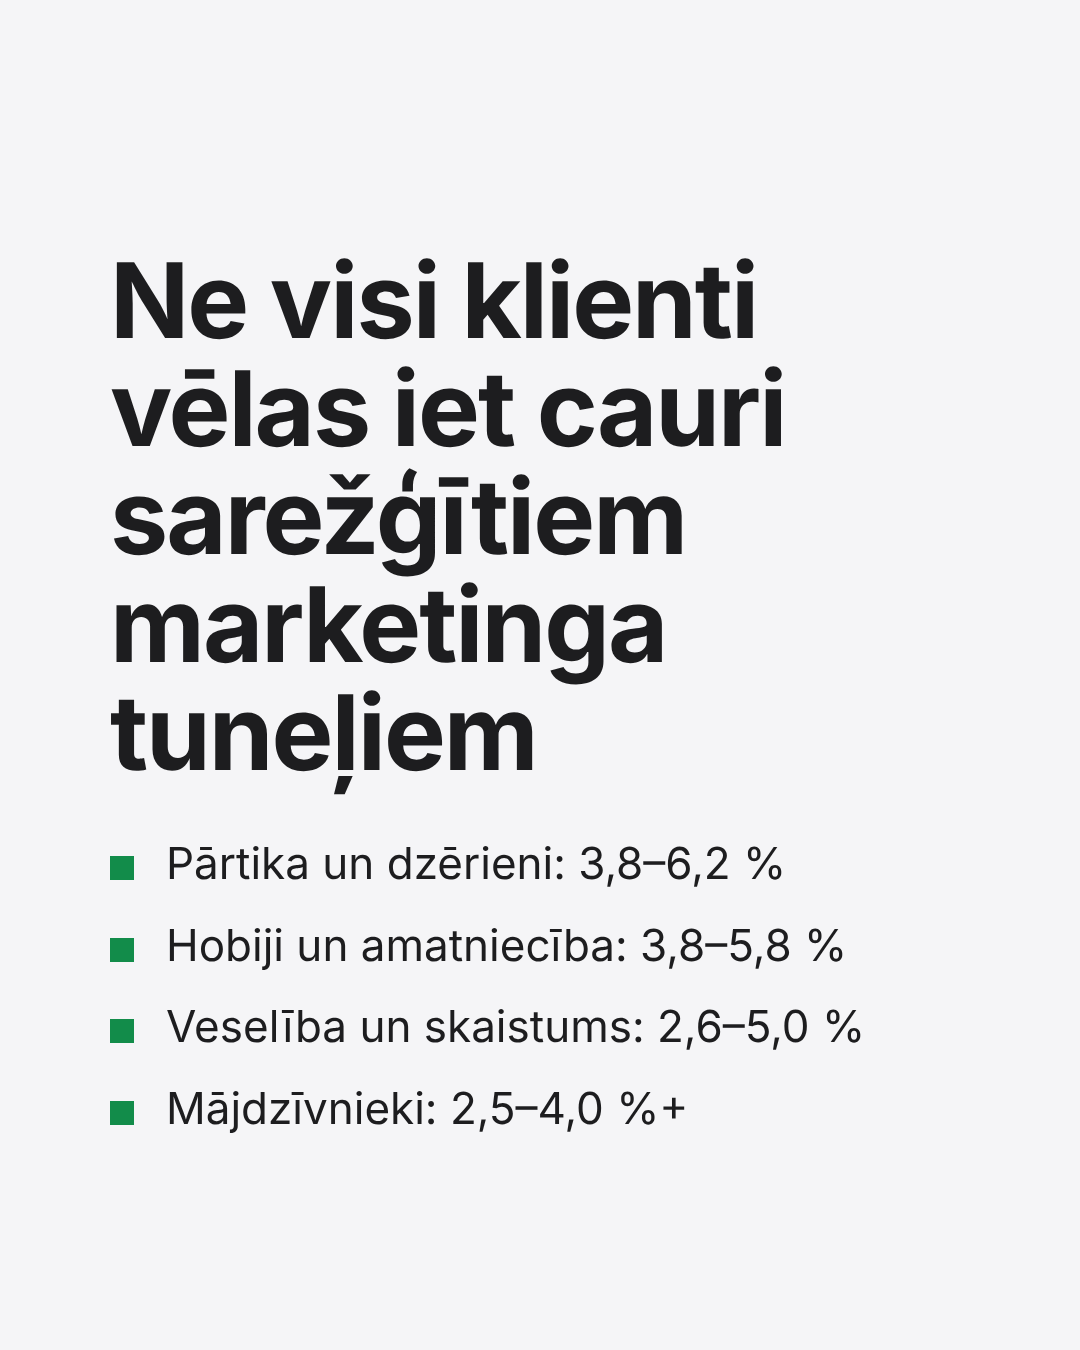 Ne visi klienti
vēlas iet cauri
sarežģītiem
marketinga
tuneļiem
Pārtika un dzērieni: 3,8–6,2 %
Hobiji un amatniecība: 3,8–5,8 %
Veselība un skaistums: 2,6–5,0 %
Mājdzīvnieki: 2,5–4,0 %+